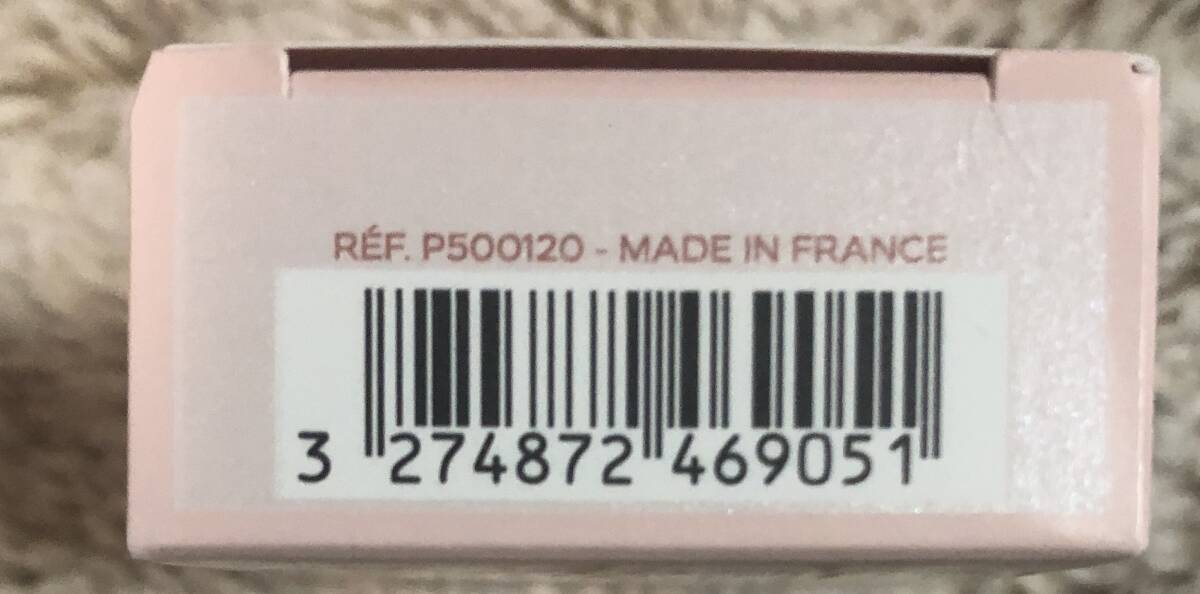 RÉF. P500120 - MADE IN FRANCE
3 274872 469051